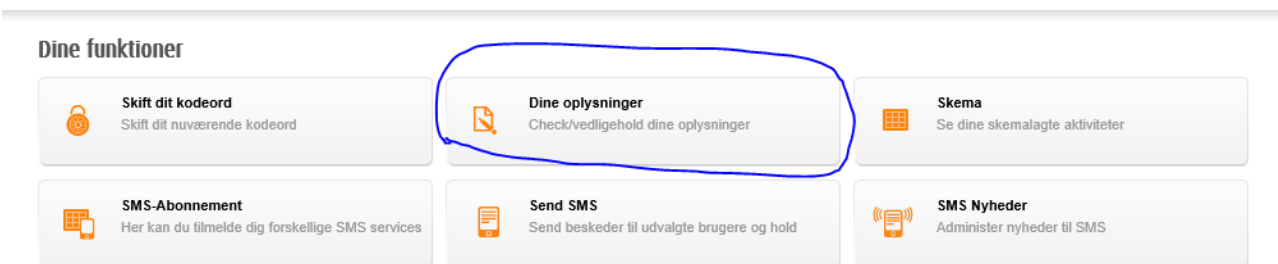 Dine funktioner
Skift dit kodeord
Skift dit nuværende kodeord
Dine oplysninger
Check/vedligehold dine oplysninger
Skema
Se dine skemalagte aktiviteter
SMS-Abonnement
Her kan du tilmelde dig forskellige SMS services
Send SMS
Send beskeder til udvalgte brugere og hold
SMS Nyheder
Administer nyheder til SMS